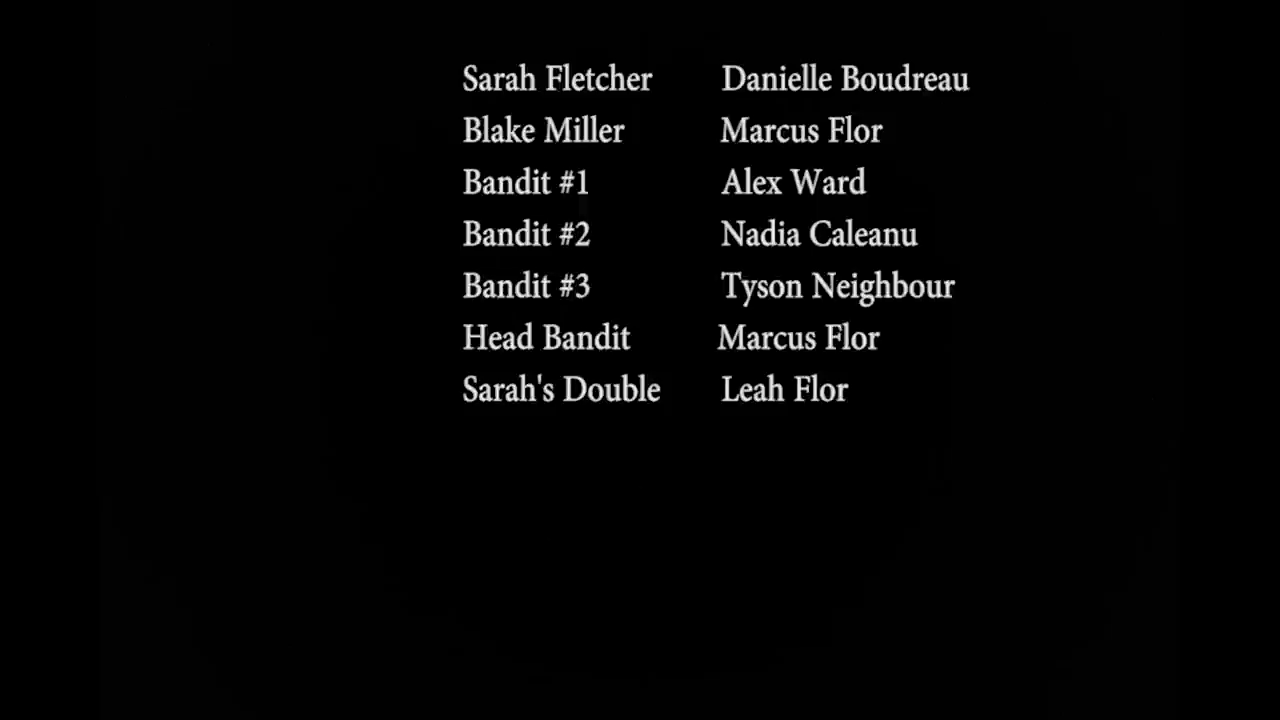 Sarah Fletcher Danielle Boudreau
Blake Miller Marcus Flor
Bandit #1 Alex Ward
Bandit #2 Nadia Caleanu
Bandit #3 Tyson Neighbour
Head Bandit Marcus Flor
Sarah's Double Leah Flor